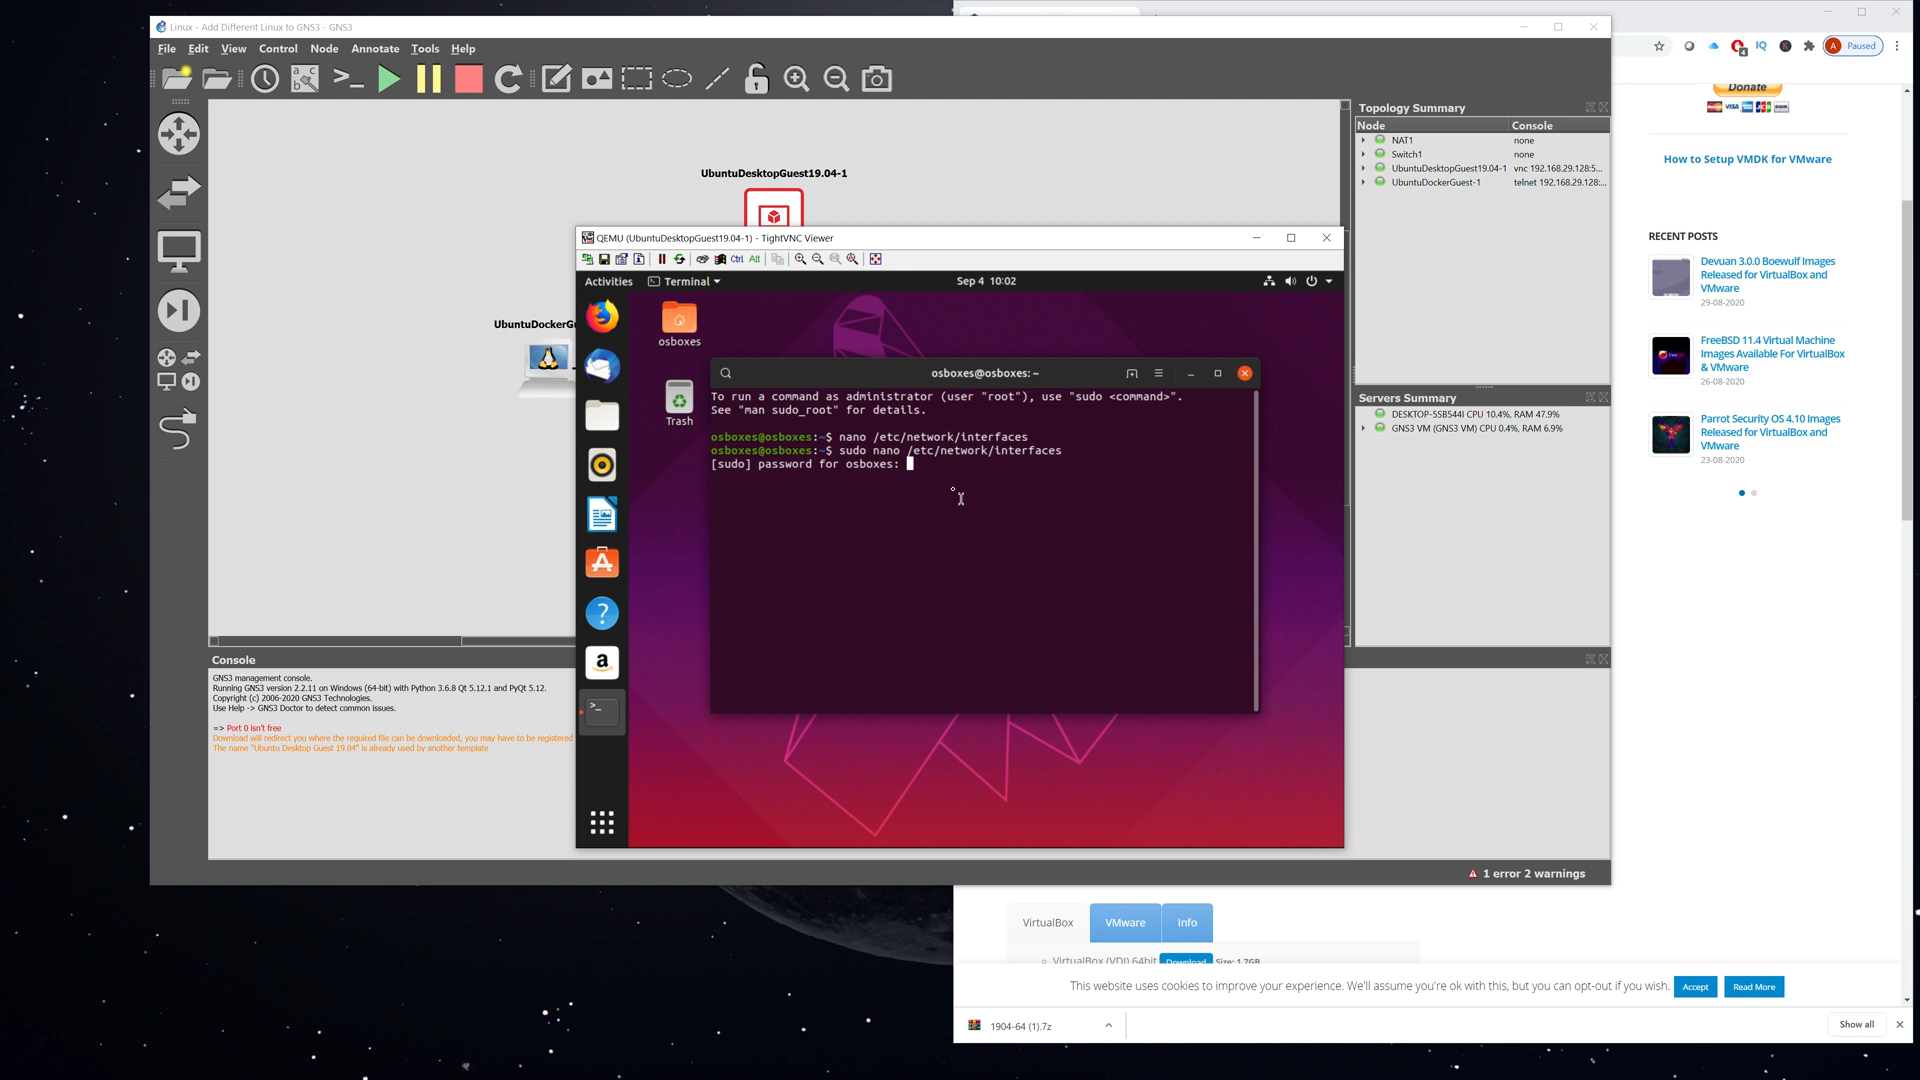 Linux - Add Different Linux to GNS3 - GNS3
File Edit View Control Node Annotate Tools Help
Paused
UbuntuDesktopGuest19.04-1
UbuntuDockerGu
Topology Summary
Node Console
NAT1 none
Switch1 none
UbuntuDesktopGuest19.04-1 vnc 192.168.29.128:5...
UbuntuDockerGuest-1 telnet 192.168.29.128:...
Servers Summary
DESKTOP-5SB544I CPU 10.4%, RAM 47.9%
GNS3 VM (GNS3 VM) CPU 0.4%, RAM 6.9%
QEMU (UbuntuDesktopGuest19.04-1) - TightVNC Viewer
Ctrl Alt
Activities Terminal Sep 4 10:02
osboxes
Trash
osboxes@osboxes: ~
To run a command as administrator (user "root"), use "sudo <command>".
See "man sudo_root" for details.
osboxes@osboxes:~$ nano /etc/network/interfaces
osboxes@osboxes:~$ sudo nano /etc/network/interfaces
[sudo] password for osboxes:
Console
GNS3 management console.
Running GNS3 version 2.2.11 on Windows (64-bit) with Python 3.6.8 Qt 5.12.1 and PyQt 5.12.
Copyright (c) 2006-2020 GNS3 Technologies.
Use Help -> GNS3 Doctor to detect common issues.
=> Port 0 isn't free
Download will redirect you where the required file can be downloaded, you may have to be registered
The name "Ubuntu Desktop Guest 19.04" is already used by another template
1 error 2 warnings
Donate
VISA
How to Setup VMDK for VMware
RECENT POSTS
Devuan 3.0.0 Boewulf Images
Released for VirtualBox and
VMware
29-08-2020
FreeBSD 11.4 Virtual Machine
Images Available For VirtualBox
& VMware
26-08-2020
Parrot Security OS 4.10 Images
Released for VirtualBox and
VMware
23-08-2020
VirtualBox VMware Info
VirtualBox (VDI) 64bit Download Size: 1.7GB
This website uses cookies to improve your experience. We'll assume you're ok with this, but you can opt-out if you wish. Accept Read More
1904-64 (1).7z
Show all